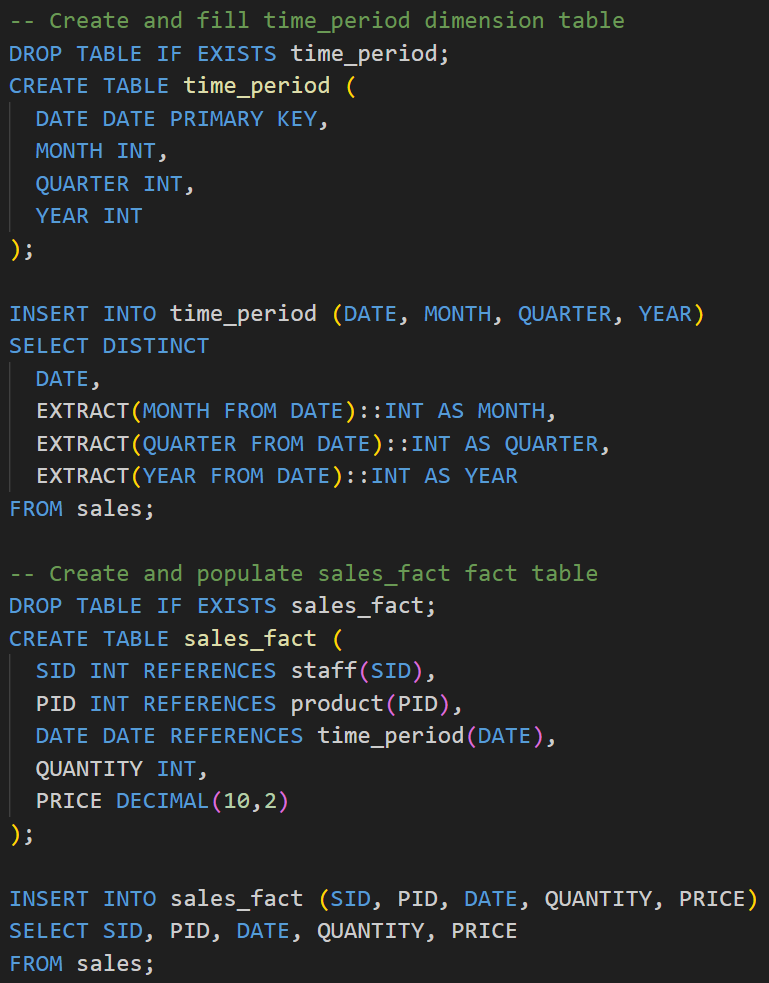 -- Create and fill time_period dimension table
DROP TABLE IF EXISTS time_period;
CREATE TABLE time_period (
  DATE DATE PRIMARY KEY,
  MONTH INT,
  QUARTER INT,
  YEAR INT
);

INSERT INTO time_period (DATE, MONTH, QUARTER, YEAR)
SELECT DISTINCT
  DATE,
  EXTRACT(MONTH FROM DATE)::INT AS MONTH,
  EXTRACT(QUARTER FROM DATE)::INT AS QUARTER,
  EXTRACT(YEAR FROM DATE)::INT AS YEAR
FROM sales;

-- Create and populate sales_fact fact table
DROP TABLE IF EXISTS sales_fact;
CREATE TABLE sales_fact (
  SID INT REFERENCES staff(SID),
  PID INT REFERENCES product(PID),
  DATE DATE REFERENCES time_period(DATE),
  QUANTITY INT,
  PRICE DECIMAL(10,2)
);

INSERT INTO sales_fact (SID, PID, DATE, QUANTITY, PRICE)
SELECT SID, PID, DATE, QUANTITY, PRICE
FROM sales;